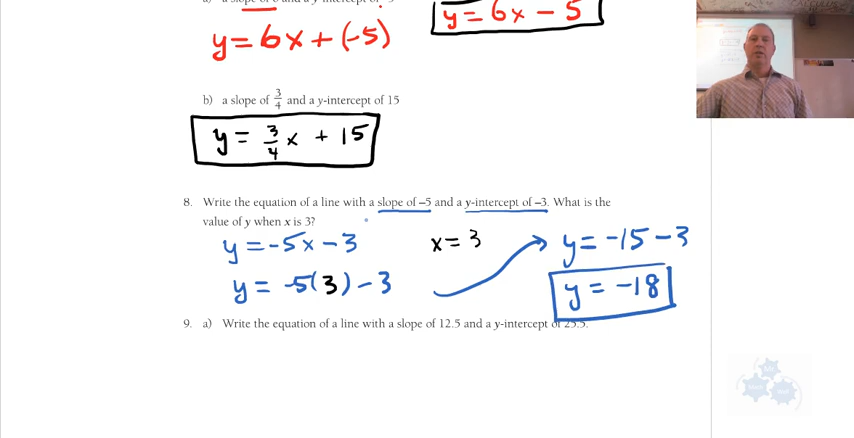 y = 6x + (-5)
y = 6x - 5
b) a slope of 3/4 and a y-intercept of 15
y = 3/4 x + 15
8. Write the equation of a line with a slope of –5 and a y-intercept of –3. What is the
value of y when x is 3?
y = -5x - 3
x = 3
y = -15 - 3
y = -5(3) - 3
y = -18
9. a) Write the equation of a line with a slope of 12.5 and a y-intercept of 25.5.